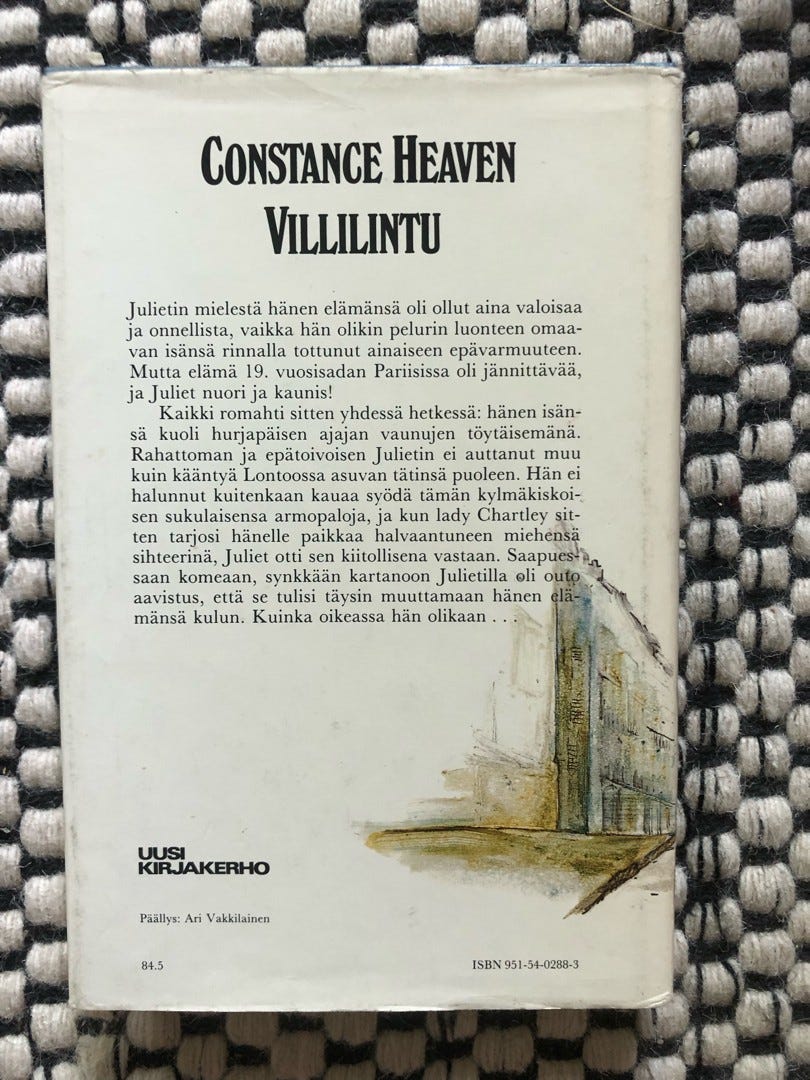 CONSTANCE HEAVEN
VILLILINTU
Julietin mielestä hänen elämänsä oli ollut aina valoisaa
ja onnellista, vaikka hän olikin pelurin luonteen omaa-
van isänsä rinnalla tottunut ainaiseen epävarmuuteen.
Mutta elämä 19. vuosisadan Pariisissa oli jännittävää,
ja Juliet nuori ja kaunis!
Kaikki romahti sitten yhdessä hetkessä: hänen isän-
sä kuoli hurjapäisen ajajan vaunujen töytäisemänä.
Rahattoman ja epätoivoisen Julietin ei auttanut muu
kuin kääntyä Lontoossa asuvan tätinsä puoleen. Hän ei
halunnut kuitenkaan kauaa syödä tämän kylmäkiskoi-
sen sukulaisensa armopaloja, ja kun lady Chartley sit-
ten tarjosi hänelle paikkaa halvaantuneen miehensä
sihteerinä, Juliet otti sen kiitollisena vastaan. Saapues-
saan komeaan, synkkään kartanoon Julietilla oli outo
aavistus, että se tulisi täysin muuttamaan hänen elä-
mänsä kulun. Kuinka oikeassa hän olikaan . . .
UUSI
KIRJAKERHO
Päällys: Ari Vakkilainen
84.5 ISBN 951-54-0288-3